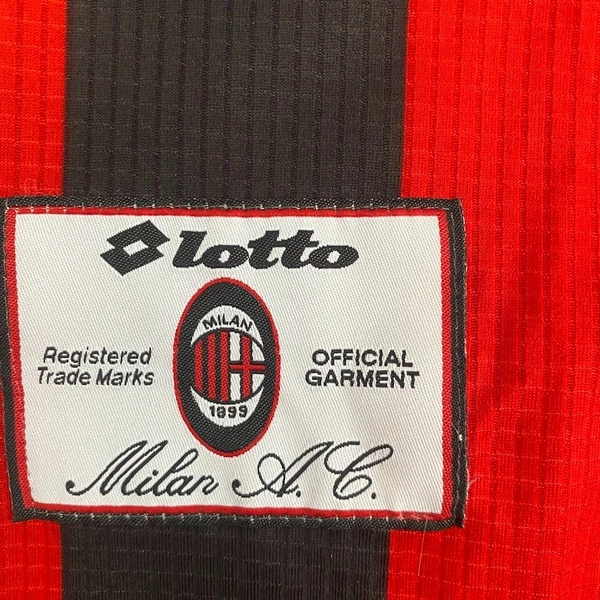 lotto
MILAN
1899
Registered
Trade Marks
OFFICIAL
GARMENT
Milan A.C.